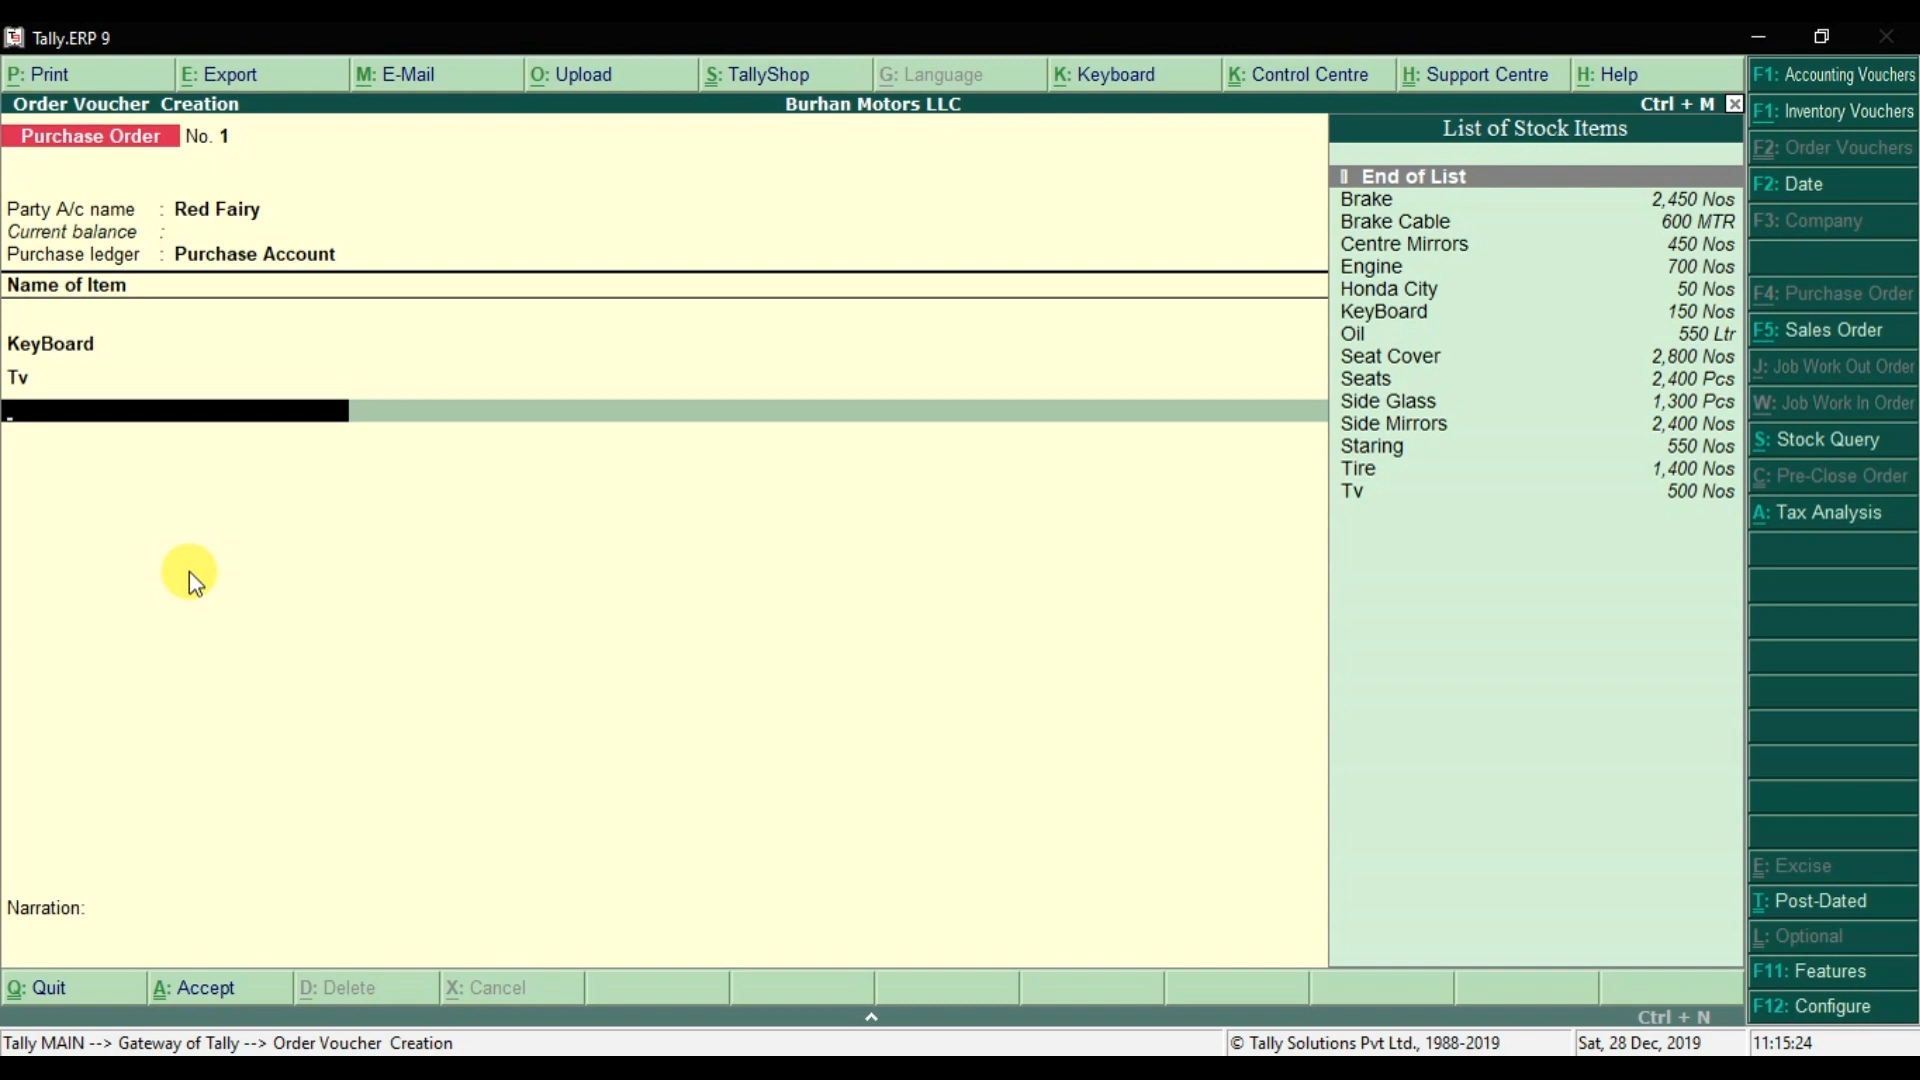 Tally.ERP 9
P: Print E: Export M: E-Mail O: Upload S: TallyShop G: Language K: Keyboard K: Control Centre H: Support Centre H: Help
Order Voucher Creation Burhan Motors LLC Ctrl + M
Purchase Order No. 1
Party A/c name : Red Fairy
Current balance :
Purchase ledger : Purchase Account
Name of Item
KeyBoard
Tv
Narration:
List of Stock Items
End of List
Brake 2,450 Nos
Brake Cable 600 MTR
Centre Mirrors 450 Nos
Engine 700 Nos
Honda City 50 Nos
KeyBoard 150 Nos
Oil 550 Ltr
Seat Cover 2,800 Nos
Seats 2,400 Pcs
Side Glass 1,300 Pcs
Side Mirrors 2,400 Nos
Staring 550 Nos
Tire 1,400 Nos
Tv 500 Nos
F1: Accounting Vouchers
F1: Inventory Vouchers
F2: Order Vouchers
F2: Date
F3: Company
F4: Purchase Order
F5: Sales Order
J: Job Work Out Order
W: Job Work In Order
S: Stock Query
C: Pre-Close Order
A: Tax Analysis
E: Excise
T: Post-Dated
L: Optional
F11: Features
F12: Configure
Q: Quit A: Accept D: Delete X: Cancel
Ctrl + N
Tally MAIN --> Gateway of Tally --> Order Voucher Creation © Tally Solutions Pvt Ltd., 1988-2019 Sat, 28 Dec, 2019 11:15:24